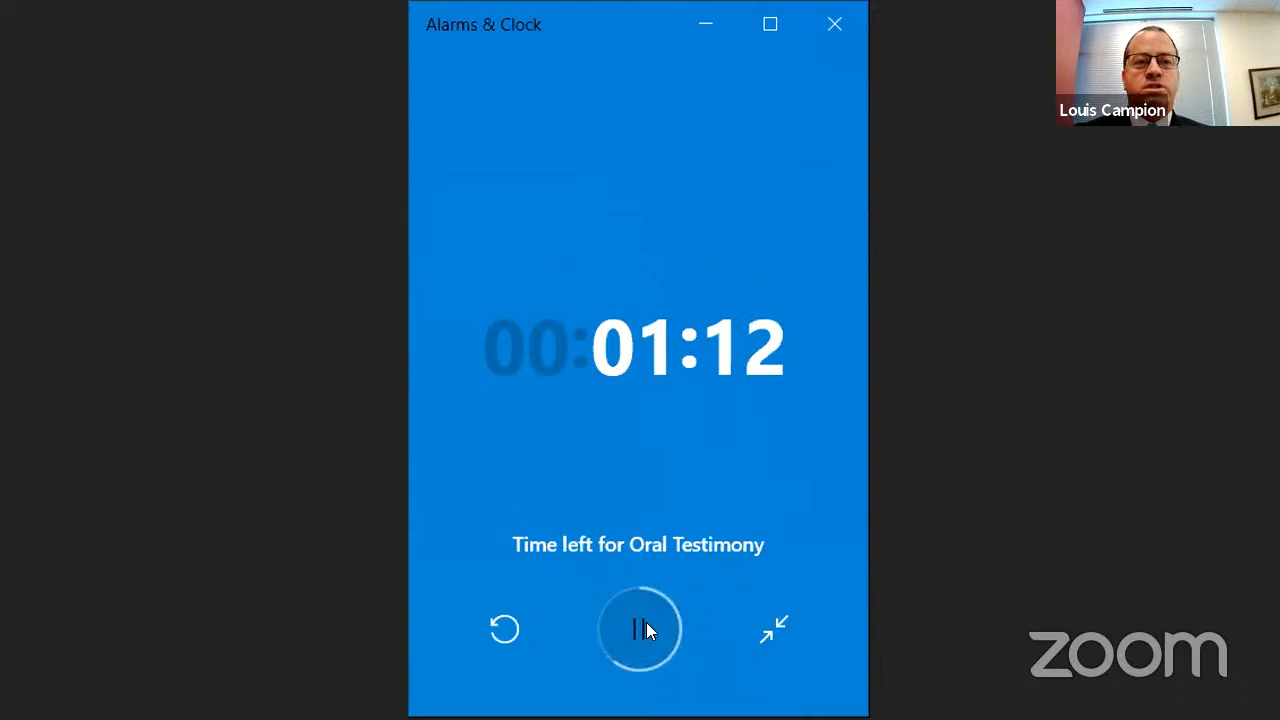 Alarms & Clock
Louis Campion
00:01:12
Time left for Oral Testimony
zoom